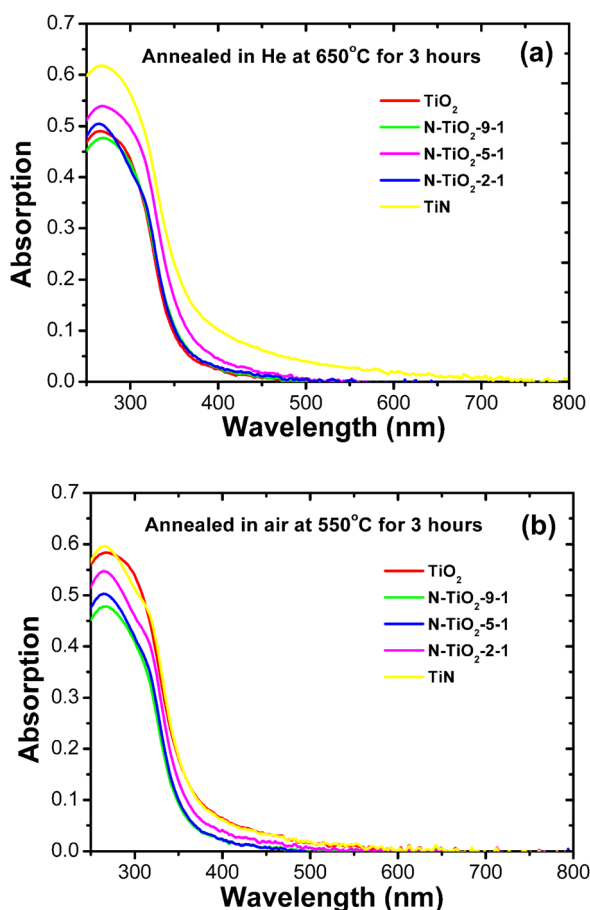 (a)
Annealed in He at 650°C for 3 hours
TiO₂
N-TiO₂-9-1
N-TiO₂-5-1
N-TiO₂-2-1
TiN
Absorption
0.7
0.6
0.5
0.4
0.3
0.2
0.1
0.0
300 400 500 600 700 800
Wavelength (nm)
(b)
Annealed in air at 550°C for 3 hours
TiO₂
N-TiO₂-9-1
N-TiO₂-5-1
N-TiO₂-2-1
TiN
Absorption
0.7
0.6
0.5
0.4
0.3
0.2
0.1
0.0
300 400 500 600 700 800
Wavelength (nm)